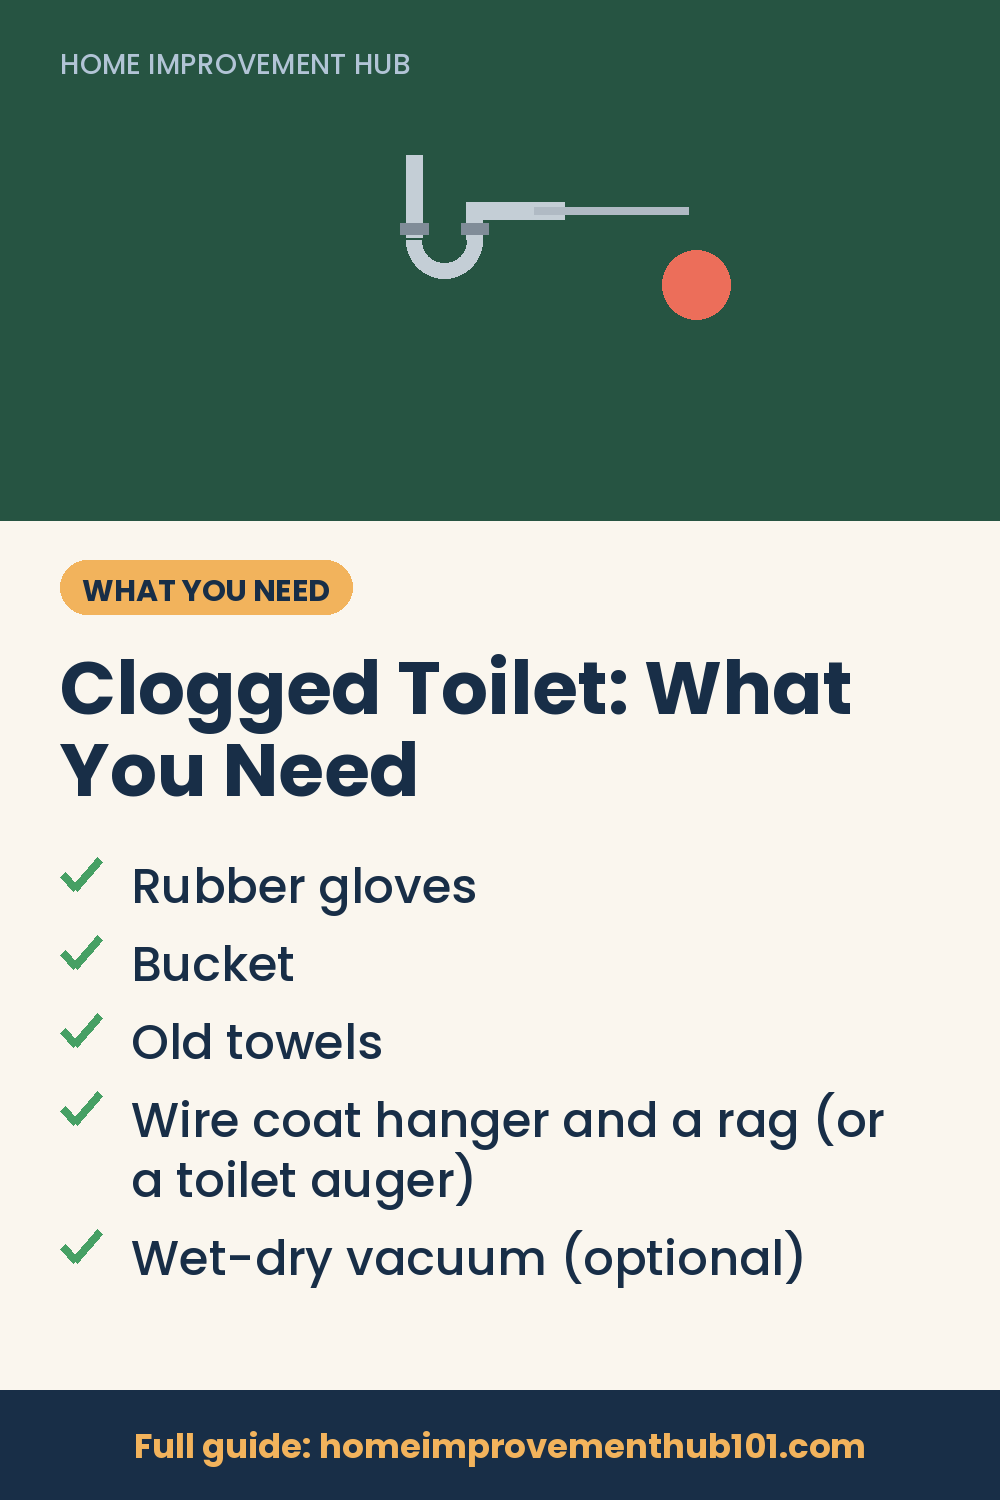 HOME IMPROVEMENT HUB
WHAT YOU NEED
Clogged Toilet: What
You Need
Rubber gloves
Bucket
Old towels
Wire coat hanger and a rag (or
a toilet auger)
Wet-dry vacuum (optional)
Full guide: homeimprovementhub101.com